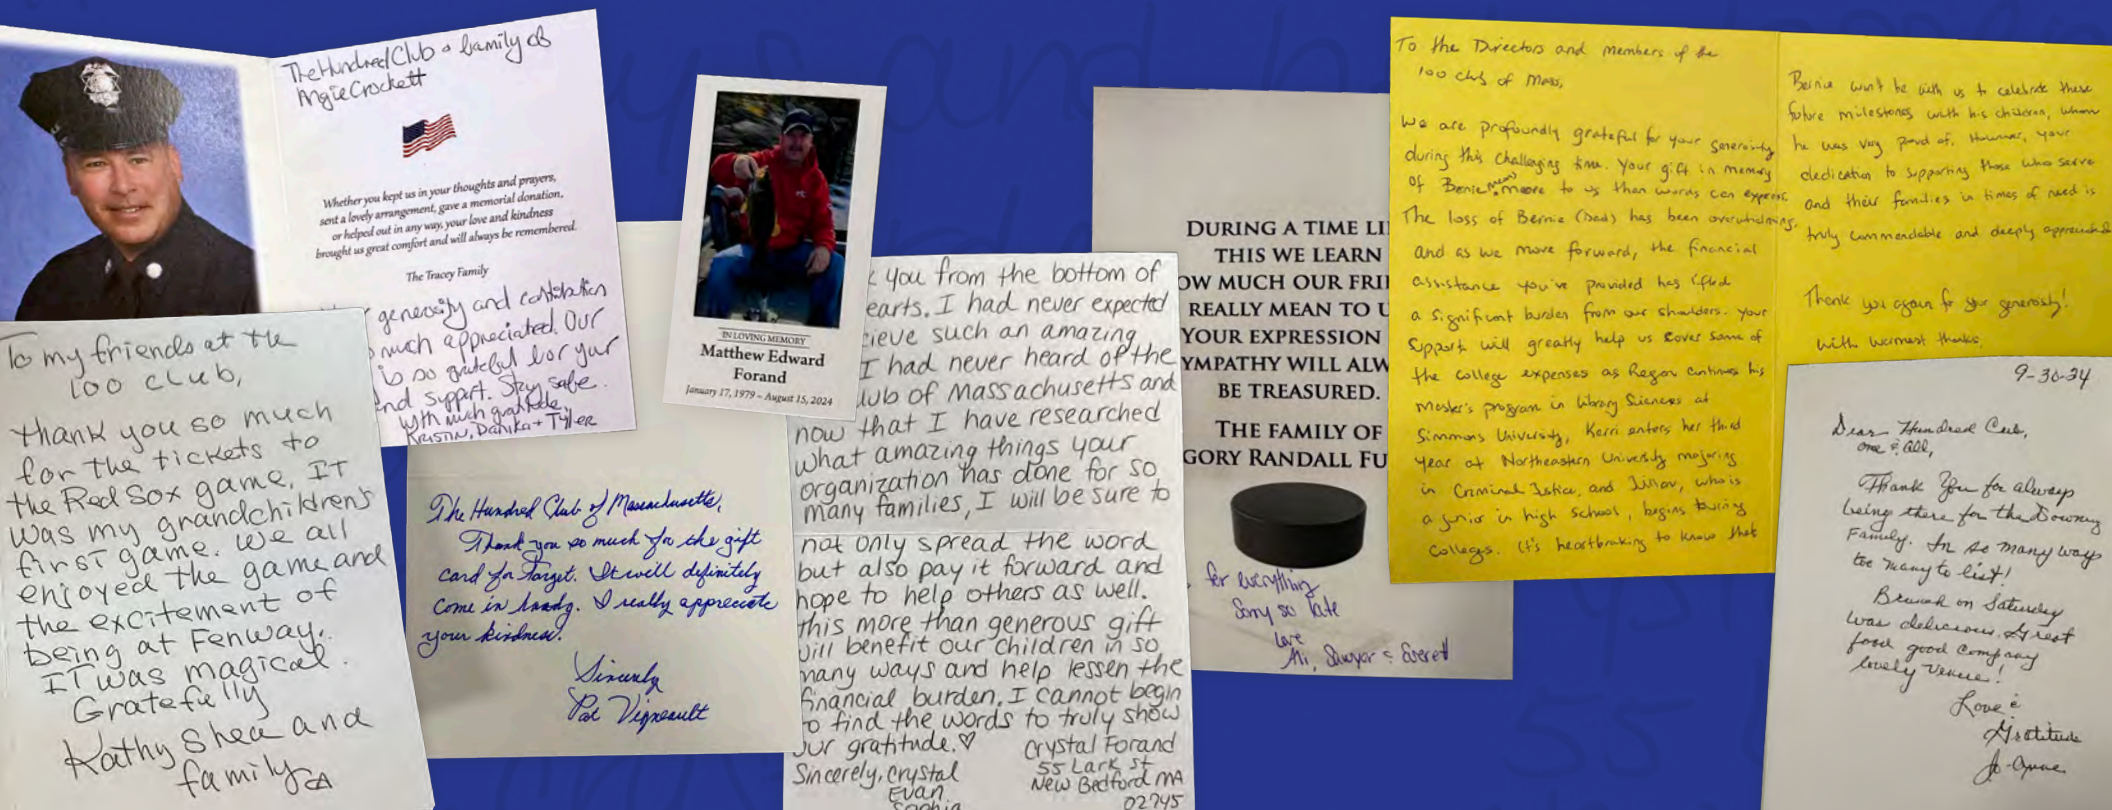 The Hundred Club & family of
Angie Crockett
Whether you kept us in your thoughts and prayers,
sent a lovely arrangement, gave a memorial donation,
or helped out in any way, your love and kindness
brought us great comfort and will always be remembered.
The Tracey Family
generosity and contribution
much appreciated. Our
is so grateful for your
and support. Stay safe.
With much gratitude
Kristin, Danika + Tyler
To my friends at the
100 club,
Thank you so much
for the tickets to
the Red Sox game. It
was my grandchildren's
first game. We all
enjoyed the game and
the excitement of
being at Fenway.
IT was magical.
Gratefully
Kathy Shea and
family
The Hundred Club of Massachusetts,
Thank you so much for the gift
card for Target. It will definitely
come in handy. I really appreciate
your kindness.
Sincerely
Pat Vigneault
IN LOVING MEMORY
Matthew Edward
Forand
January 17, 1979 – August 15, 2024
k you from the bottom of
earts. I had never expected
ieve such an amazing
I had never heard of the
lub of Massachusetts and
now that I have researched
what amazing things your
organization has done for so
many families, I will be sure to
not only spread the word
but also pay it forward and
hope to help others as well.
This more than generous gift
will benefit our children in so
many ways and help lessen the
financial burden. I cannot begin
to find the words to truly show
our gratitude. ♡
Sincerely, Crystal
Evan
Sophia
Crystal Forand
55 Lark St
New Bedford MA
02745
DURING A TIME LI
THIS WE LEARN
OW MUCH OUR FRI
REALLY MEAN TO U
YOUR EXPRESSION
YMPATHY WILL ALW
BE TREASURED.
THE FAMILY OF
GORY RANDALL FU
for everything
Sorry so late
Love
Ali, Sawyer & Everett
To the Directors and members of the
100 club of Mass,
We are profoundly grateful for your generosity
during this challenging time. Your gift in memory
of Bernie means more to us than words can express.
The loss of Bernie (Dad) has been overwhelming,
and as we move forward, the financial
assistance you've provided has lifted
a significant burden from our shoulders. Your
support will greatly help us cover some of
the college expenses as Regan continues his
Master's program in Library Sciences at
Simmons University, Kerri enters her third
year at Northeastern University majoring
in Criminal Justice, and Jillian, who is
a junior in high school, begins touring
colleges. It's heartbreaking to know that
Bernie won't be with us to celebrate these
future milestones with his children, whom
he was very proud of. However, your
dedication to supporting those who serve
and their families in times of need is
truly commendable and deeply appreciated.
Thank you again for your generosity!
With warmest thanks,
9-30-24
Dear Hundred Club,
one & all,
Thank You for always
being there for the Downey
Family. In so many ways
too many to list!
Brunch on Saturday
was delicious. Great
food good company
lovely venue!
Love &
Gratitude
Jo-Anne